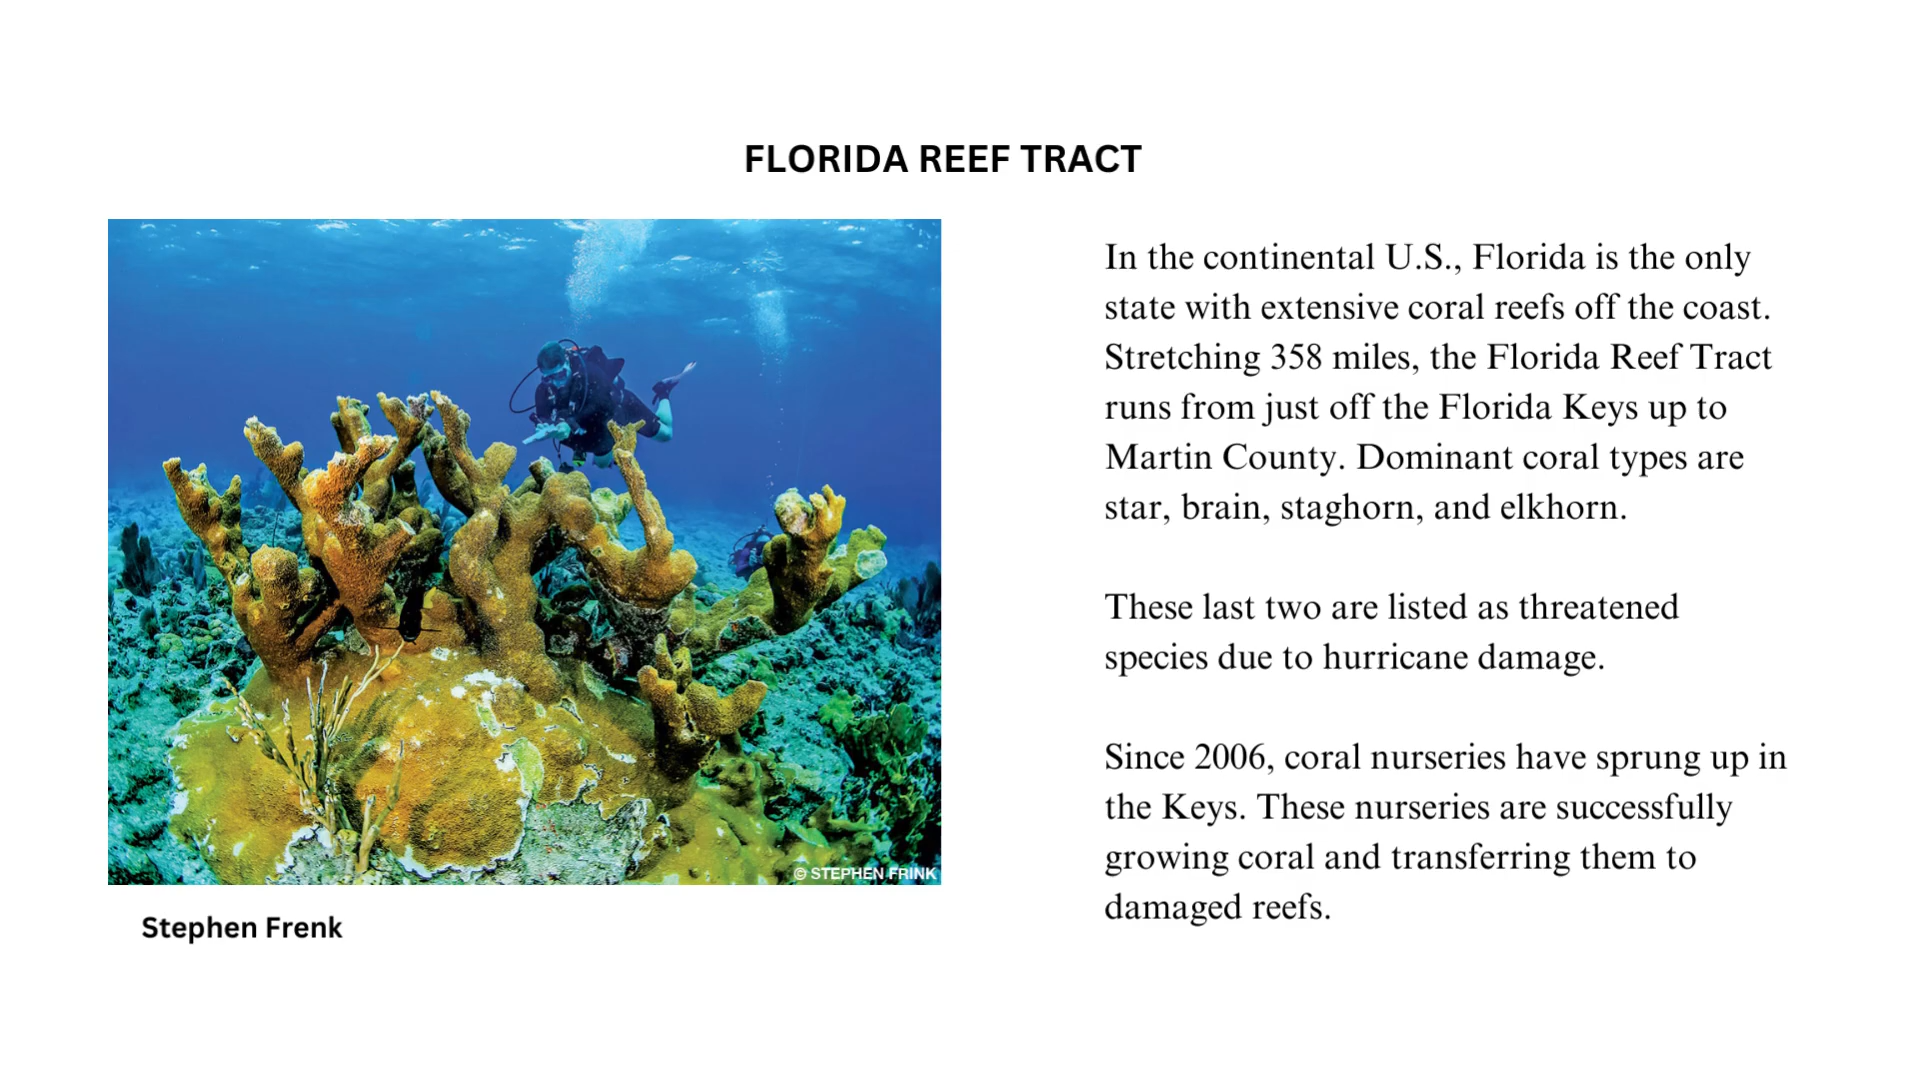 FLORIDA REEF TRACT
© STEPHEN FRINK
Stephen Frenk
In the continental U.S., Florida is the only
state with extensive coral reefs off the coast.
Stretching 358 miles, the Florida Reef Tract
runs from just off the Florida Keys up to
Martin County. Dominant coral types are
star, brain, staghorn, and elkhorn.
These last two are listed as threatened
species due to hurricane damage.
Since 2006, coral nurseries have sprung up in
the Keys. These nurseries are successfully
growing coral and transferring them to
damaged reefs.